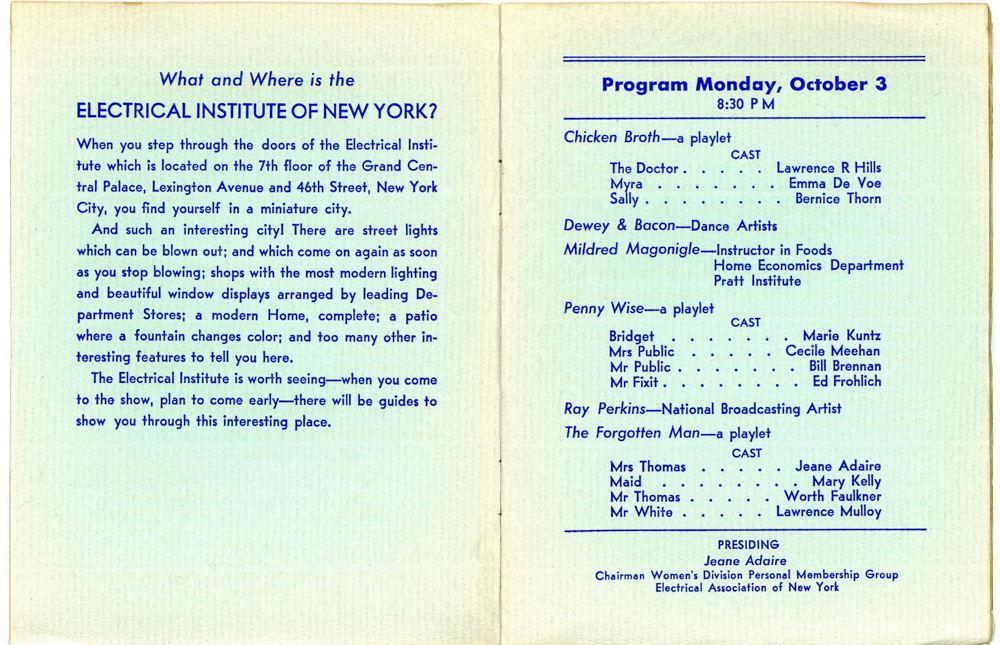 What and Where is the
ELECTRICAL INSTITUTE OF NEW YORK?
When you step through the doors of the Electrical Insti-
tute which is located on the 7th floor of the Grand Cen-
tral Palace, Lexington Avenue and 46th Street, New York
City, you find yourself in a miniature city.
And such an interesting city! There are street lights
which can be blown out; and which come on again as soon
as you stop blowing; shops with the most modern lighting
and beautiful window displays arranged by leading De-
partment Stores; a modern Home, complete; a patio
where a fountain changes color; and too many other in-
teresting features to tell you here.
The Electrical Institute is worth seeing—when you come
to the show, plan to come early—there will be guides to
show you through this interesting place.
Program Monday, October 3
8:30 P M
Chicken Broth—a playlet
CAST
The Doctor . . . . . Lawrence R Hills
Myra . . . . . . . Emma De Voe
Sally . . . . . . . . Bernice Thorn
Dewey & Bacon—Dance Artists
Mildred Magonigle—Instructor in Foods
Home Economics Department
Pratt Institute
Penny Wise—a playlet
CAST
Bridget . . . . . . . Marie Kuntz
Mrs Public . . . . . Cecile Meehan
Mr Public . . . . . . . Bill Brennan
Mr Fixit . . . . . . . . Ed Frohlich
Ray Perkins—National Broadcasting Artist
The Forgotten Man—a playlet
CAST
Mrs Thomas . . . . . Jeane Adaire
Maid . . . . . . . . Mary Kelly
Mr Thomas . . . . . Worth Faulkner
Mr White . . . . . Lawrence Mulloy
PRESIDING
Jeane Adaire
Chairman Women's Division Personal Membership Group
Electrical Association of New York